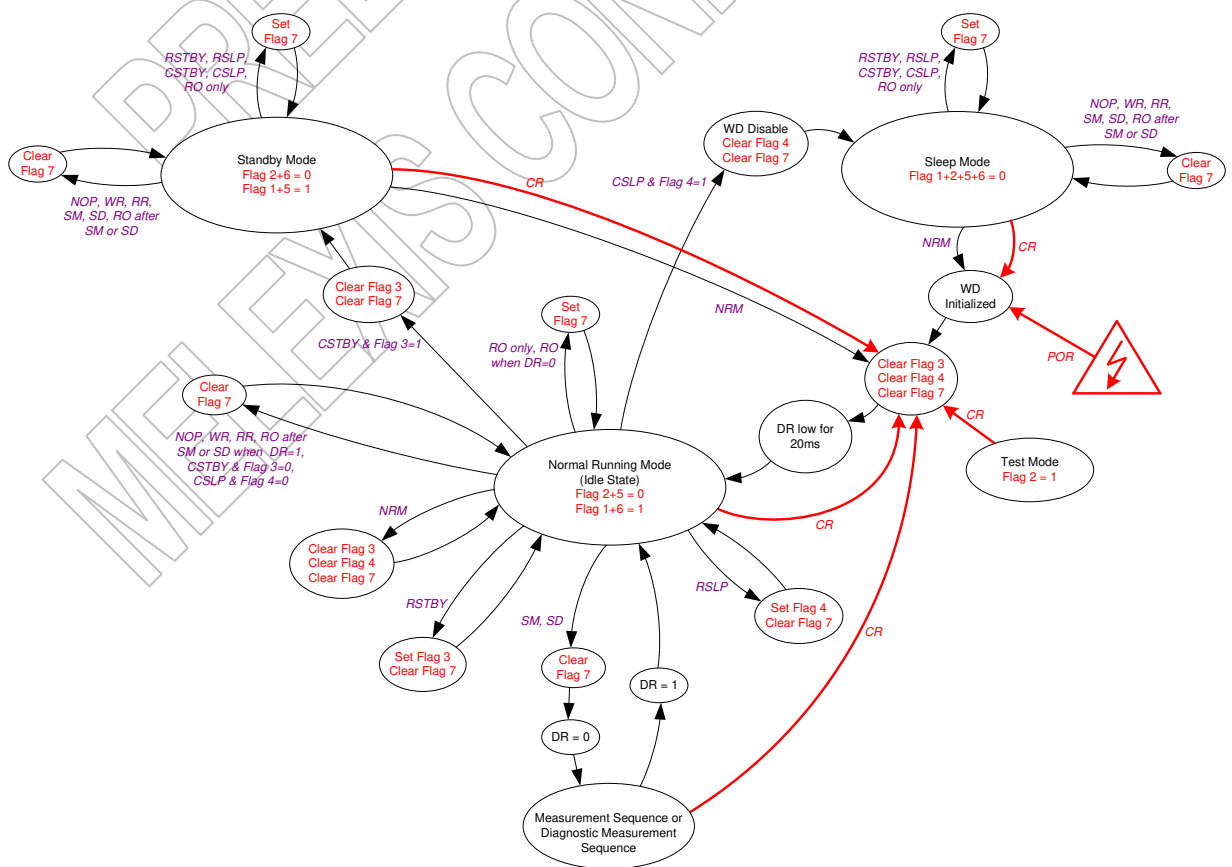 Set
Flag 7
RSTBY, RSLP,
CSTBY, CSLP,
RO only
Standby Mode
Flag 2+6 = 0
Flag 1+5 = 1
Clear
Flag 7
NOP, WR, RR,
SM, SD, RO after
SM or SD
CR
NRM
Clear Flag 3
Clear Flag 7
CSTBY & Flag 3=1
WD Disable
Clear Flag 4
Clear Flag 7
CSLP & Flag 4=1
Set
Flag 7
RSTBY, RSLP,
CSTBY, CSLP,
RO only
Sleep Mode
Flag 1+2+5+6 = 0
NOP, WR, RR,
SM, SD, RO after
SM or SD
Clear
Flag 7
NRM
CR
WD
Initialized
POR
Clear Flag 3
Clear Flag 4
Clear Flag 7
CR
Test Mode
Flag 2 = 1
DR low for
20ms
Set
Flag 7
RO only, RO
when DR=0
Clear
Flag 7
NOP, WR, RR, RO after
SM or SD when DR=1,
CSTBY & Flag 3=0,
CSLP & Flag 4=0
Normal Running Mode
(Idle State)
Flag 2+5 = 0
Flag 1+6 = 1
CR
NRM
Clear Flag 3
Clear Flag 4
Clear Flag 7
RSTBY
Set Flag 3
Clear Flag 7
SM, SD
Clear
Flag 7
DR = 0
DR = 1
RSLP
Set Flag 4
Clear Flag 7
CR
Measurement Sequence or
Diagnostic Measurement
Sequence
MELEXIS CON